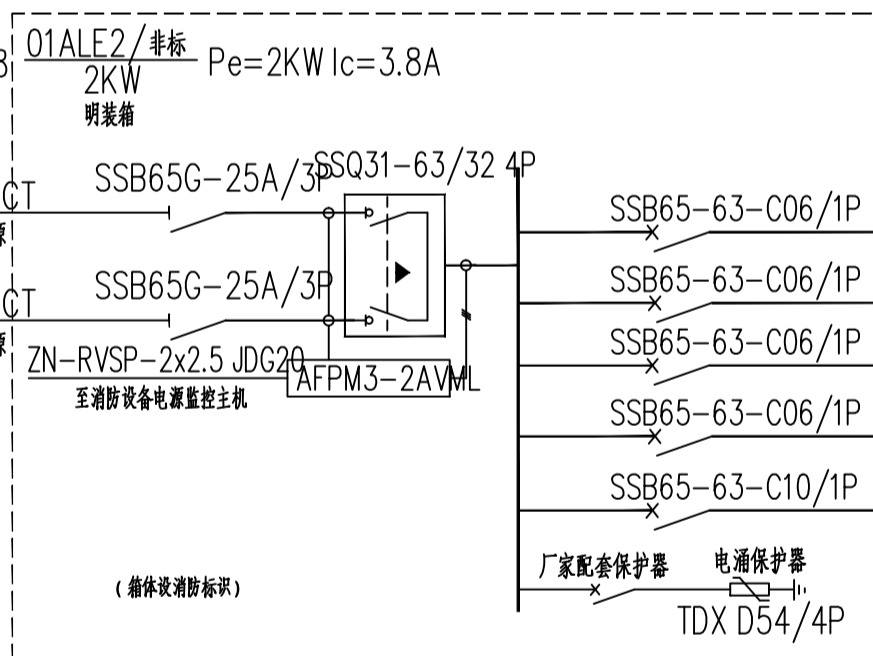 01ALE2/非标
2KW
Pe=2KW Ic=3.8A
明装箱
SSB65G-25A/3P
SSQ31-63/32 4P
CT
SSB65-63-C06/1P
SSB65G-25A/3P
SSB65-63-C06/1P
CT
SSB65-63-C06/1P
ZN-RVSP-2x2.5 JDG20
AFPM3-2AVML
至消防设备电源监控主机
SSB65-63-C06/1P
SSB65-63-C10/1P
厂家配套保护器
电涌保护器
(箱体设消防标识)
TDX D54/4P